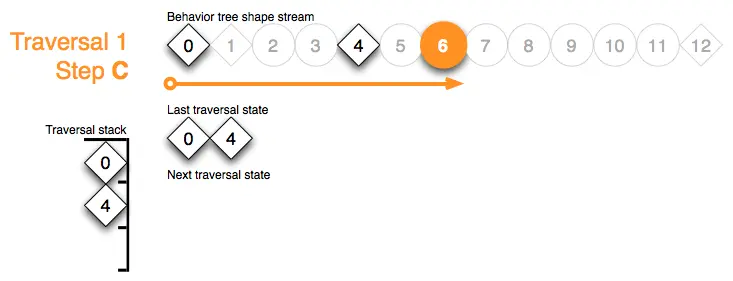 Behavior tree shape stream
Traversal 1
Step C
0 1 2 3 4 5 6 7 8 9 10 11 12
Last traversal state
0 4
Next traversal state
Traversal stack
0
4